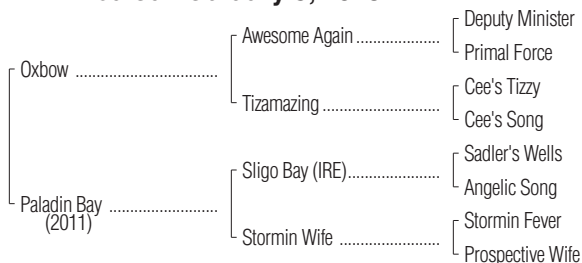 Deputy Minister
Awesome Again
Primal Force
Oxbow
Cee's Tizzy
Tizamazing
Cee's Song
Sadler's Wells
Sligo Bay (IRE)
Angelic Song
Paladin Bay
(2011)
Stormin Fever
Stormin Wife
Prospective Wife